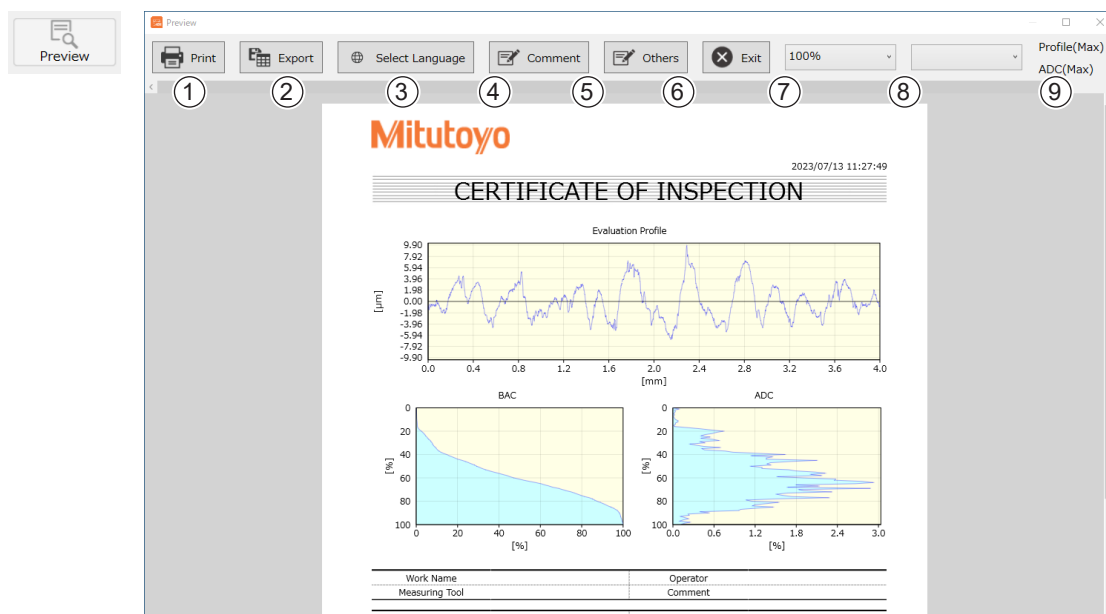 Preview
Preview
Print
Export
Select Language
Comment
Others
Exit
100%
Profile(Max)
ADC(Max)
1
2
3
4
5
6
7
8
9
Mitutoyo
2023/07/13 11:27:49
CERTIFICATE OF INSPECTION
Evaluation Profile
9.90
7.92
5.94
3.96
1.98
0.00
-1.98
-3.96
-5.94
-7.92
-9.90
[µm]
0.0 0.4 0.8 1.2 1.6 2.0 2.4 2.8 3.2 3.6 4.0
[mm]
BAC
0
20
40
60
80
100
[%]
0 20 40 60 80 100
[%]
ADC
0
20
40
60
80
100
[%]
0.0 0.6 1.2 1.8 2.4 3.0
[%]
Work Name Operator
Measuring Tool Comment